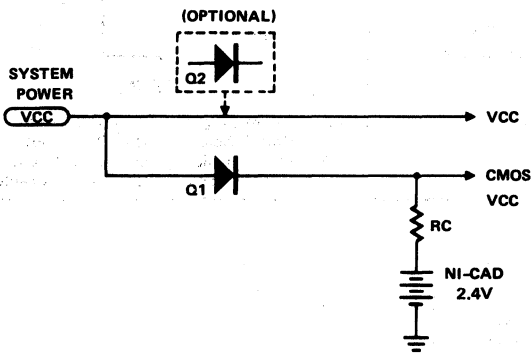 (OPTIONAL)
Q2
SYSTEM
POWER
VCC
VCC
Q1
CMOS
VCC
RC
NI-CAD
2.4V